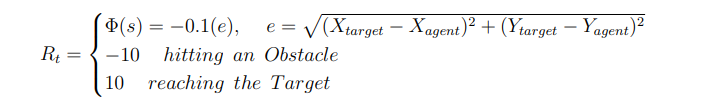 Φ(s) = −0.1(e), e = √(X_target − X_agent)² + (Y_target − Y_agent)²
R_t = { −10 hitting an Obstacle
10 reaching the Target